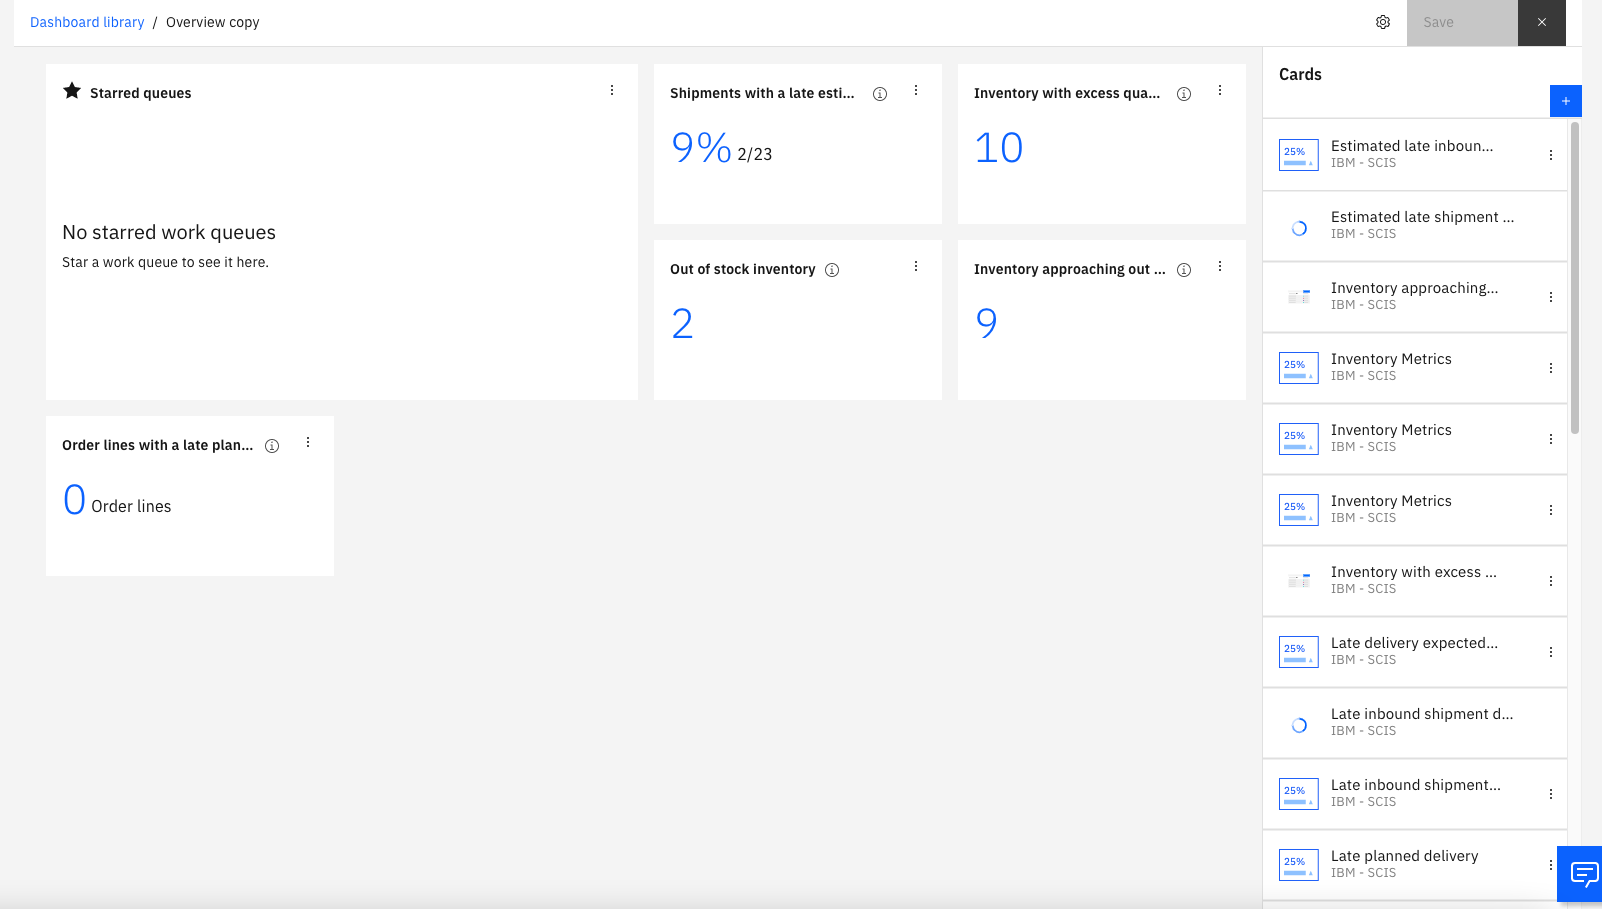 Dashboard library / Overview copy
Save
Starred queues
No starred work queues
Star a work queue to see it here.
Shipments with a late esti...
9% 2/23
Inventory with excess qua...
10
Out of stock inventory
2
Inventory approaching out ...
9
Order lines with a late plan...
0 Order lines
Cards
25%
Estimated late inboun...
IBM - SCIS
Estimated late shipment ...
IBM - SCIS
Inventory approaching...
IBM - SCIS
25%
Inventory Metrics
IBM - SCIS
25%
Inventory Metrics
IBM - SCIS
25%
Inventory Metrics
IBM - SCIS
Inventory with excess ...
IBM - SCIS
25%
Late delivery expected...
IBM - SCIS
Late inbound shipment d...
IBM - SCIS
25%
Late inbound shipment...
IBM - SCIS
25%
Late planned delivery
IBM - SCIS